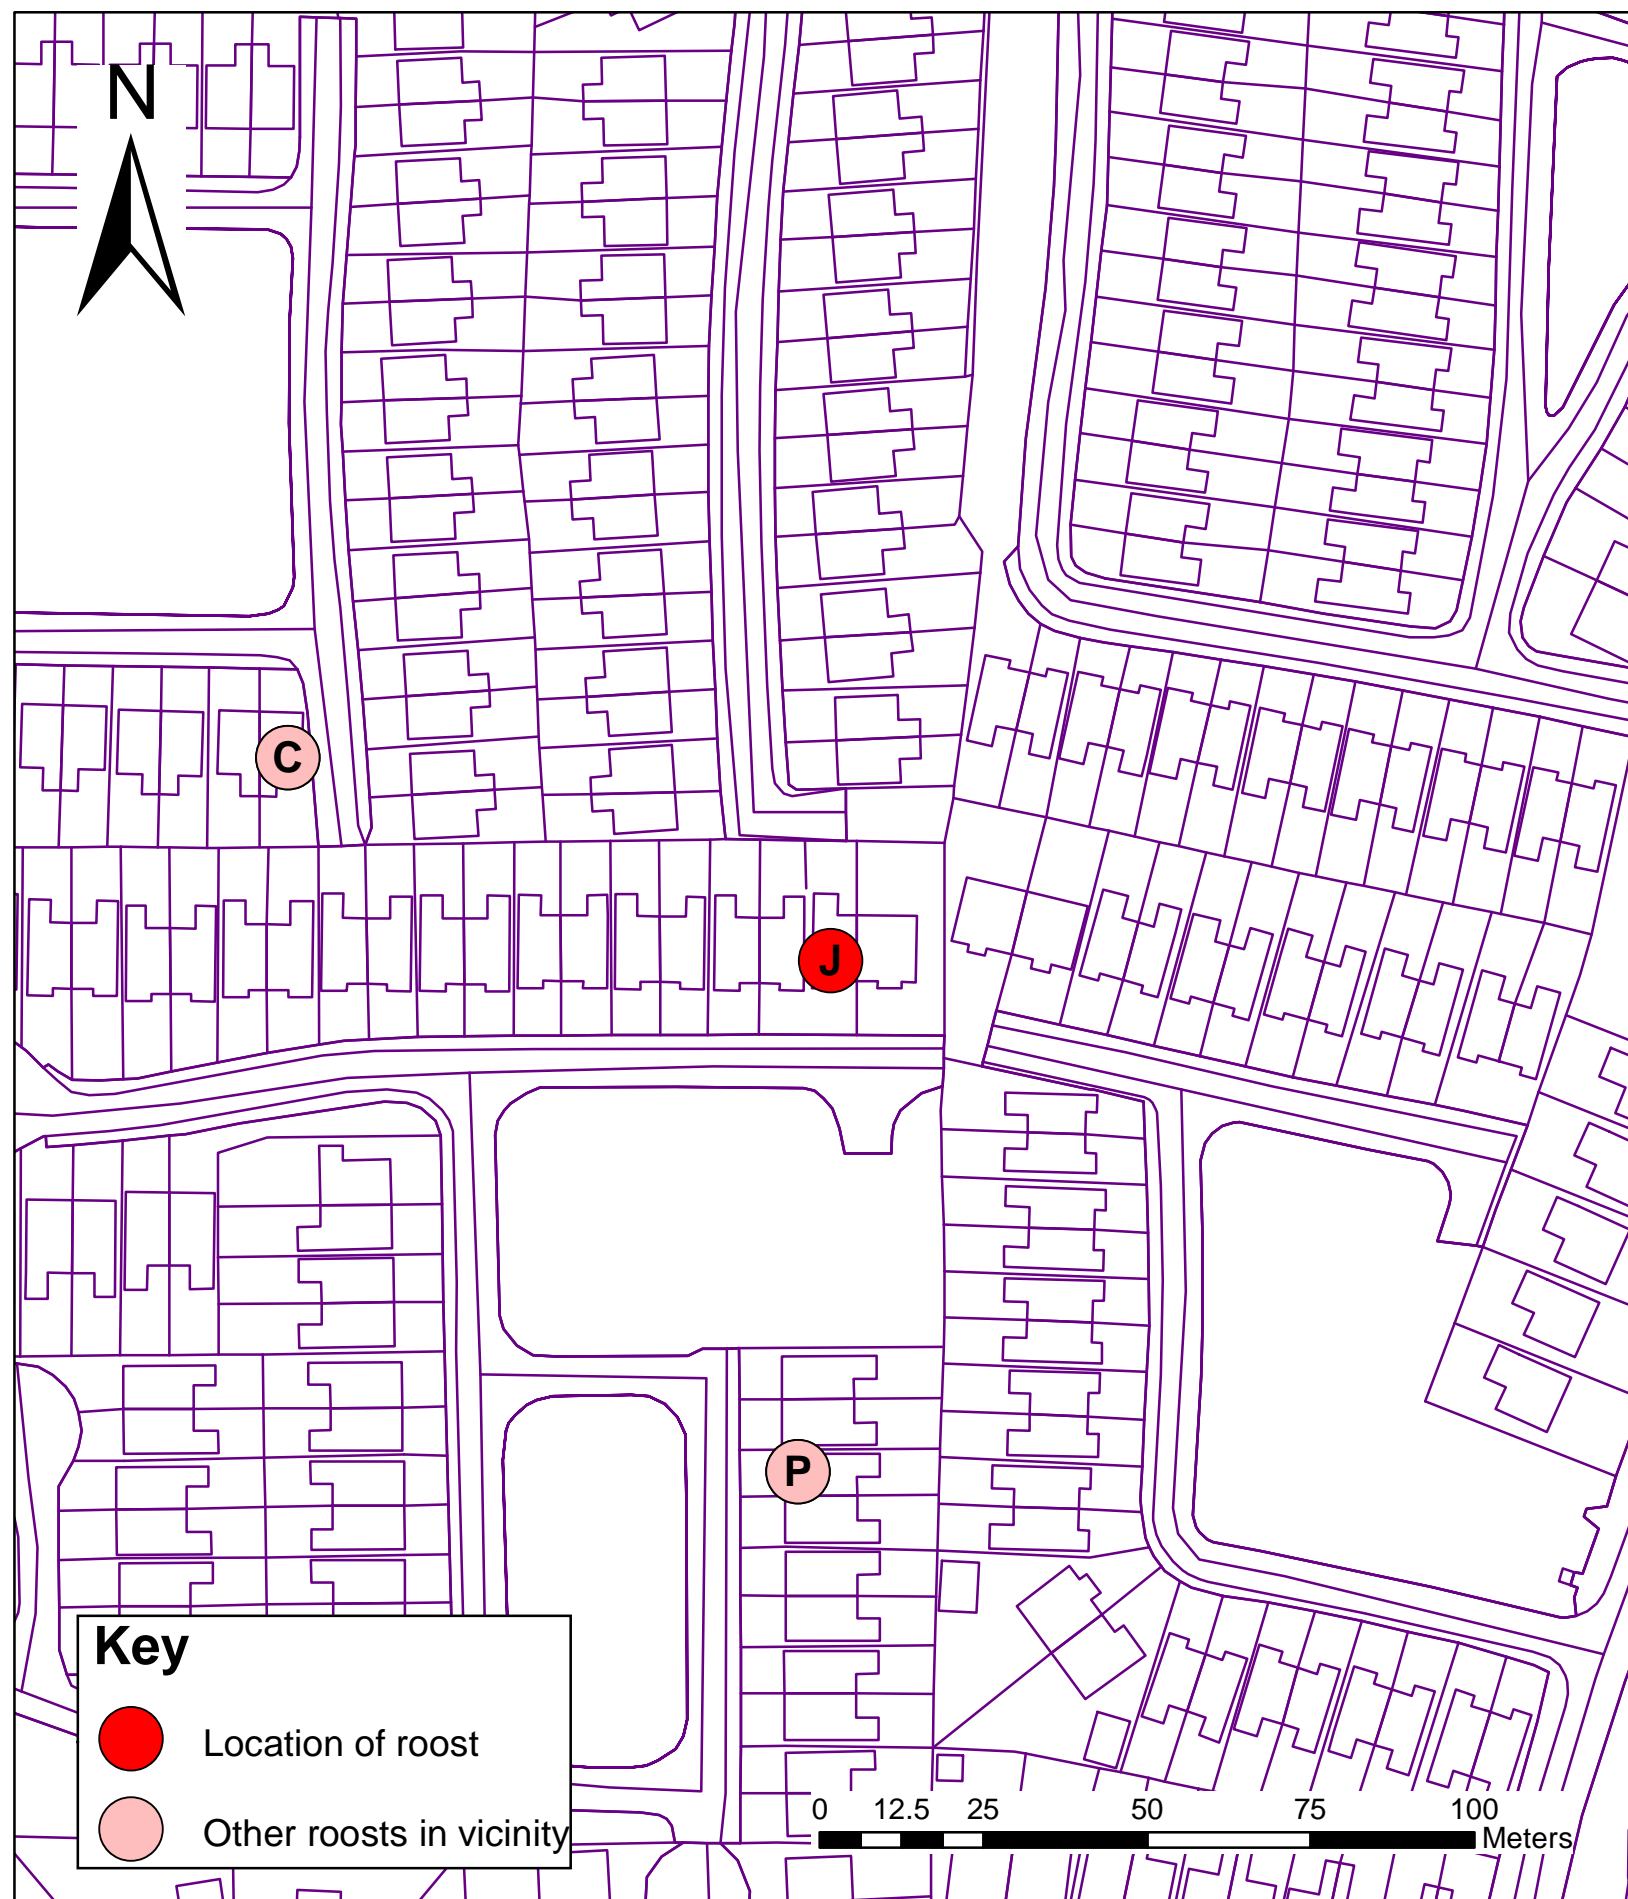 N
C
J
P
Key
Location of roost
Other roosts in vicinity
0 12.5 25 50 75 100
Meters